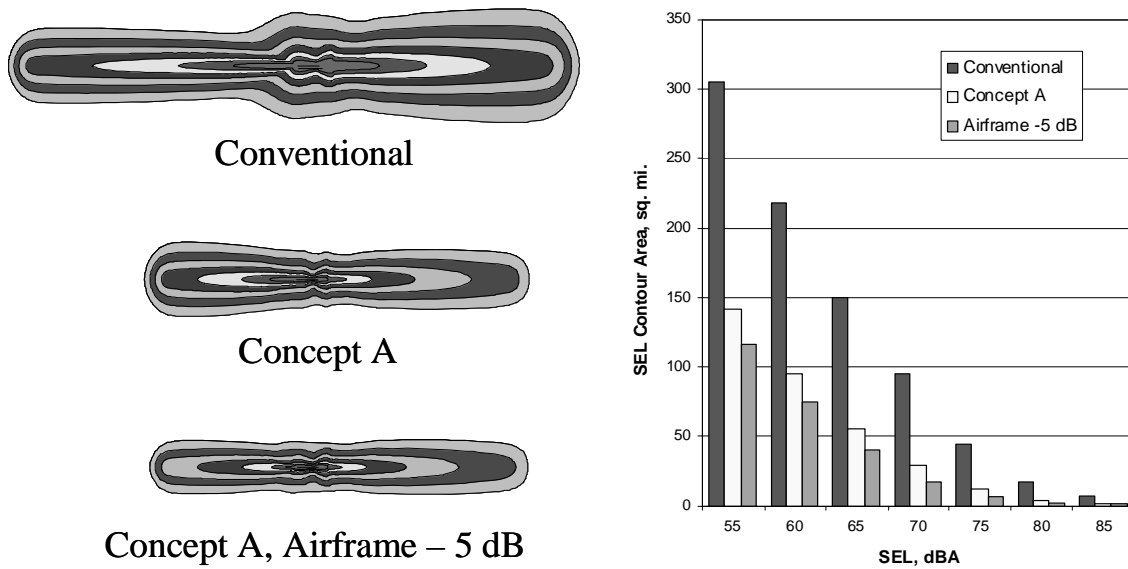 Conventional
Concept A
Concept A, Airframe – 5 dB
350
300
250
200
150
100
50
0
SEL Contour Area, sq. mi.
Conventional
Concept A
Airframe -5 dB
55 60 65 70 75 80 85
SEL, dBA